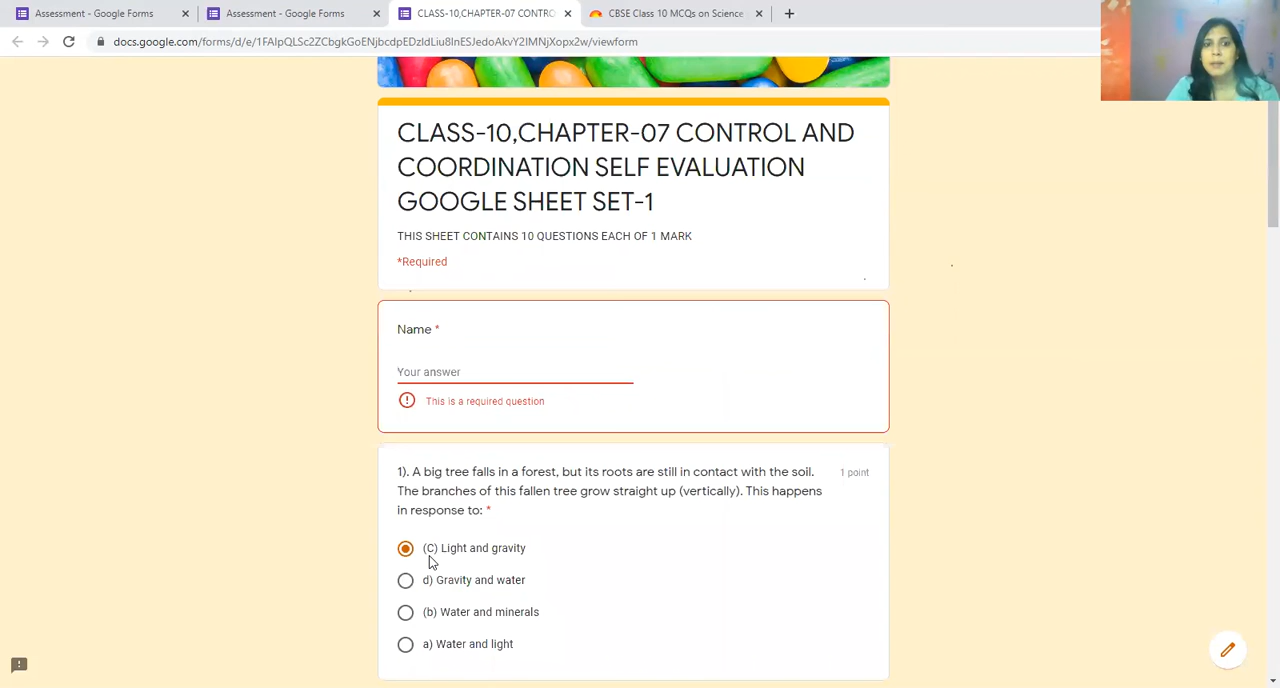 Assessment - Google Forms
Assessment - Google Forms
CLASS-10,CHAPTER-07 CONTRO
CBSE Class 10 MCQs on Science
docs.google.com/forms/d/e/1FAIpQLSc2ZCbgkGoENjbcdpEDzIdLiu8InESJedoAkvY2IMNjXopx2w/viewform
CLASS-10,CHAPTER-07 CONTROL AND
COORDINATION SELF EVALUATION
GOOGLE SHEET SET-1
THIS SHEET CONTAINS 10 QUESTIONS EACH OF 1 MARK
*Required
Name *
Your answer
This is a required question
1). A big tree falls in a forest, but its roots are still in contact with the soil. 1 point
The branches of this fallen tree grow straight up (vertically). This happens
in response to: *
(C) Light and gravity
d) Gravity and water
(b) Water and minerals
a) Water and light